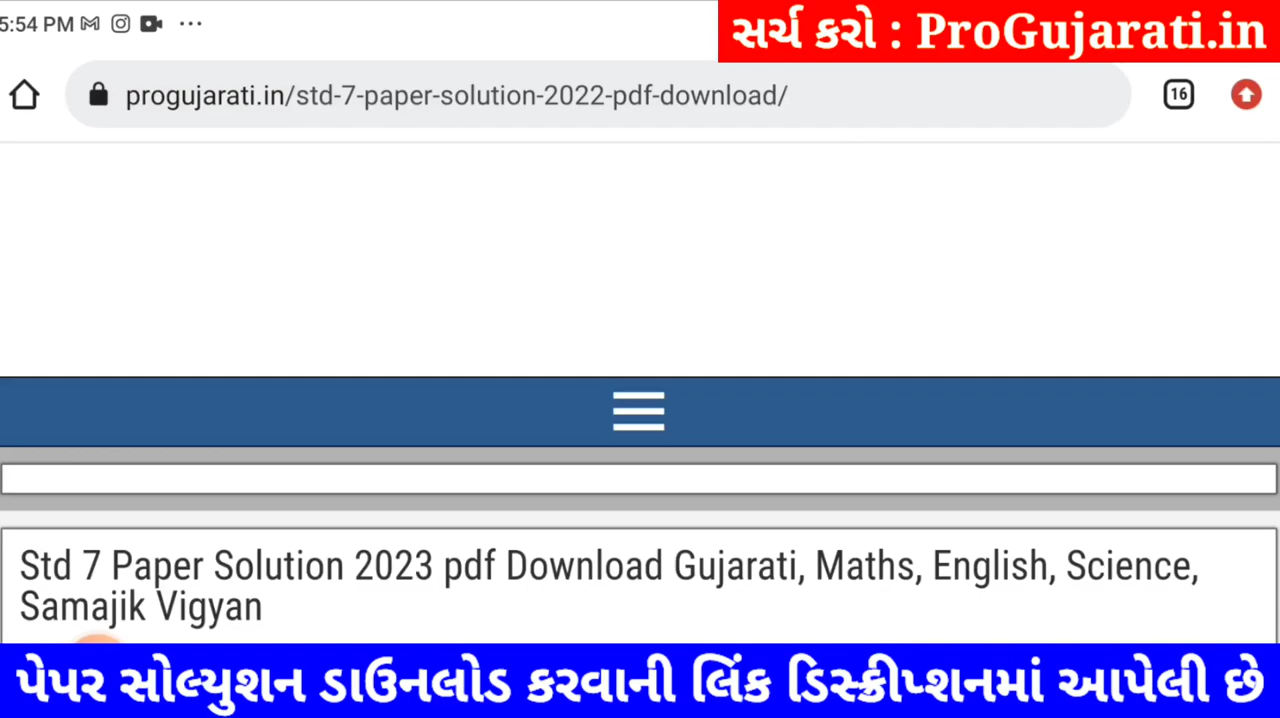 5:54 PM
સર્ચ કરો : ProGujarati.in
progujarati.in/std-7-paper-solution-2022-pdf-download/
16
Std 7 Paper Solution 2023 pdf Download Gujarati, Maths, English, Science,
Samajik Vigyan
પેપર સોલ્યુશન ડાઉનલોડ કરવાની લિંક ડિસ્ક્રીપ્શનમાં આપેલી છે